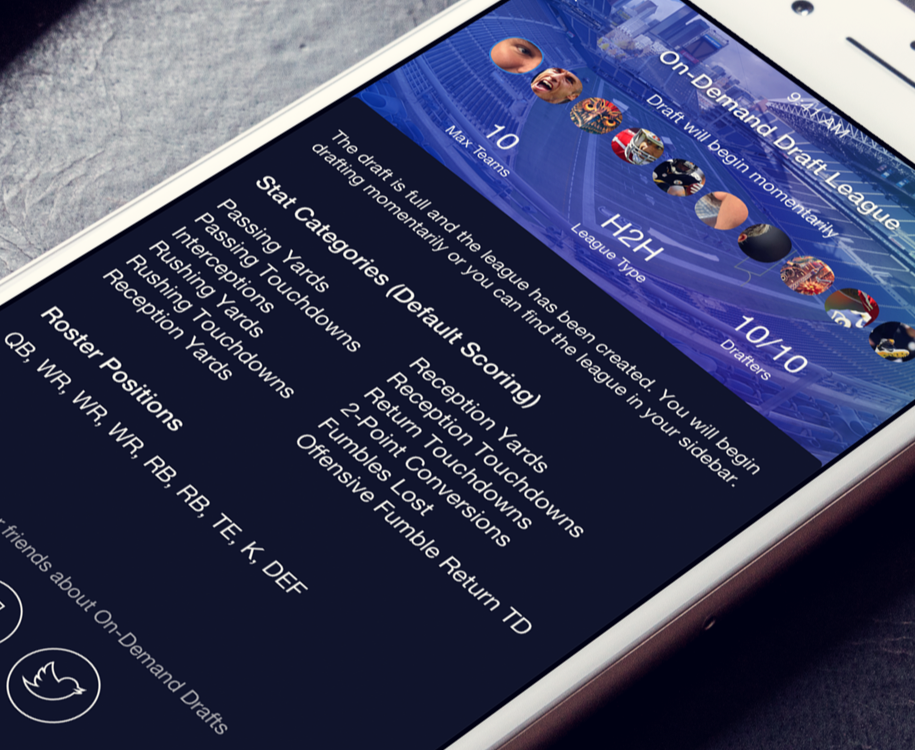 9:41 AM
On-Demand Draft League
Draft will begin momentarily
10
Max Teams
H2H
League Type
10/10
Drafters
The draft is full and the league has been created. You will begin
drafting momentarily or you can find the league in your sidebar.
Stat Categories (Default Scoring)
Passing Yards
Passing Touchdowns
Interceptions
Rushing Yards
Rushing Touchdowns
Reception Yards
Reception Yards
Reception Touchdowns
Return Touchdowns
2-Point Conversions
Fumbles Lost
Offensive Fumble Return TD
Roster Positions
QB, WR, WR, WR, RB, RB, TE, K, DEF
friends about On-Demand Drafts